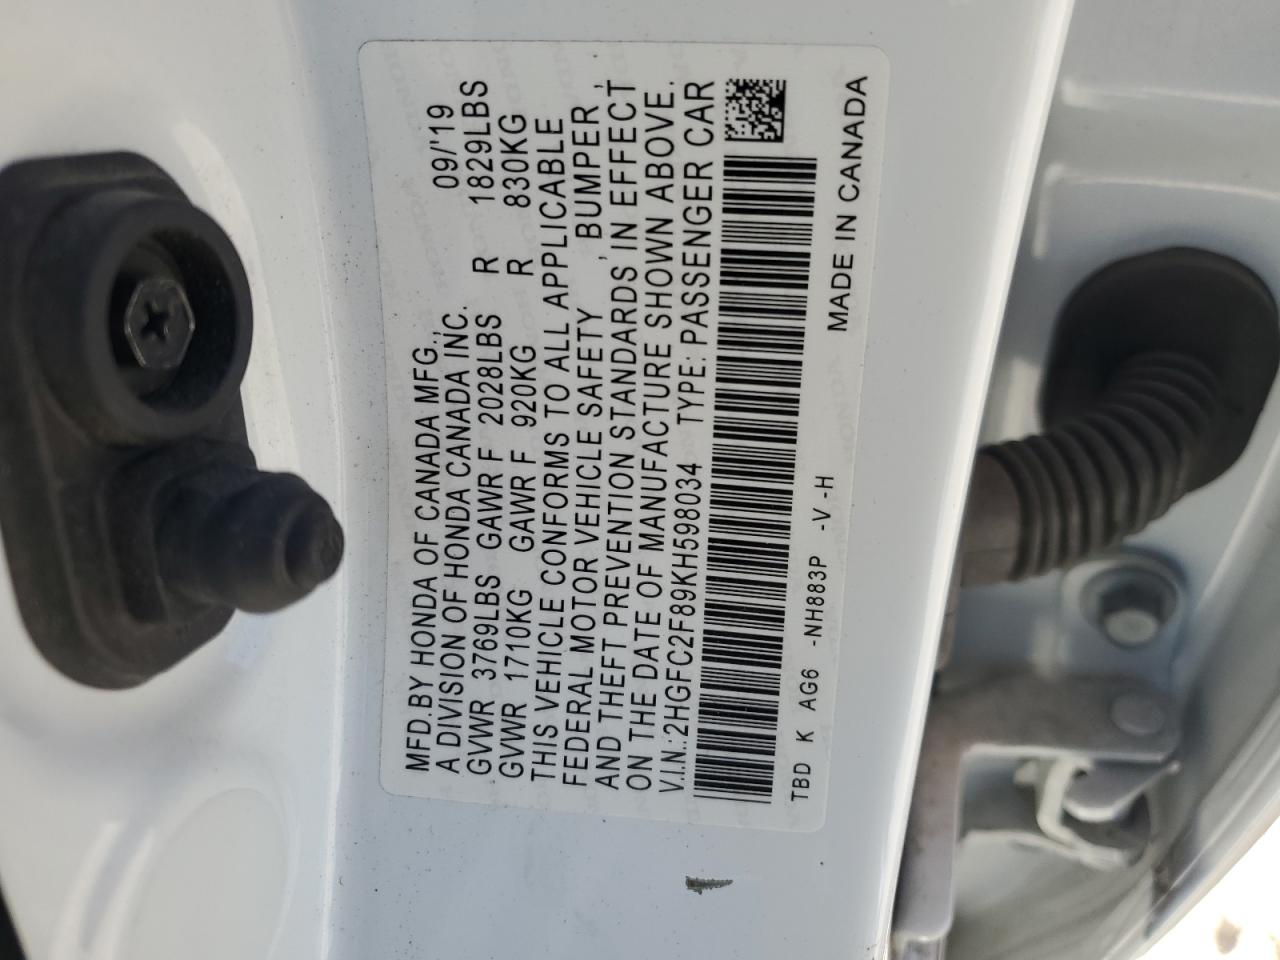 MFD.BY HONDA OF CANADA MFG., 09/'19
A DIVISION OF HONDA CANADA INC.
GVWR 3769LBS GAWR F 2028LBS R 1829LBS
GVWR 1710KG GAWR F 920KG R 830KG
THIS VEHICLE CONFORMS TO ALL APPLICABLE
FEDERAL MOTOR VEHICLE SAFETY , BUMPER ,
AND THEFT PREVENTION STANDARDS IN EFFECT
ON THE DATE OF MANUFACTURE SHOWN ABOVE.
V.I.N.:2HGFC2F89KH598034 TYPE: PASSENGER CAR
TBD K AG6 -NH883P -V -H MADE IN CANADA